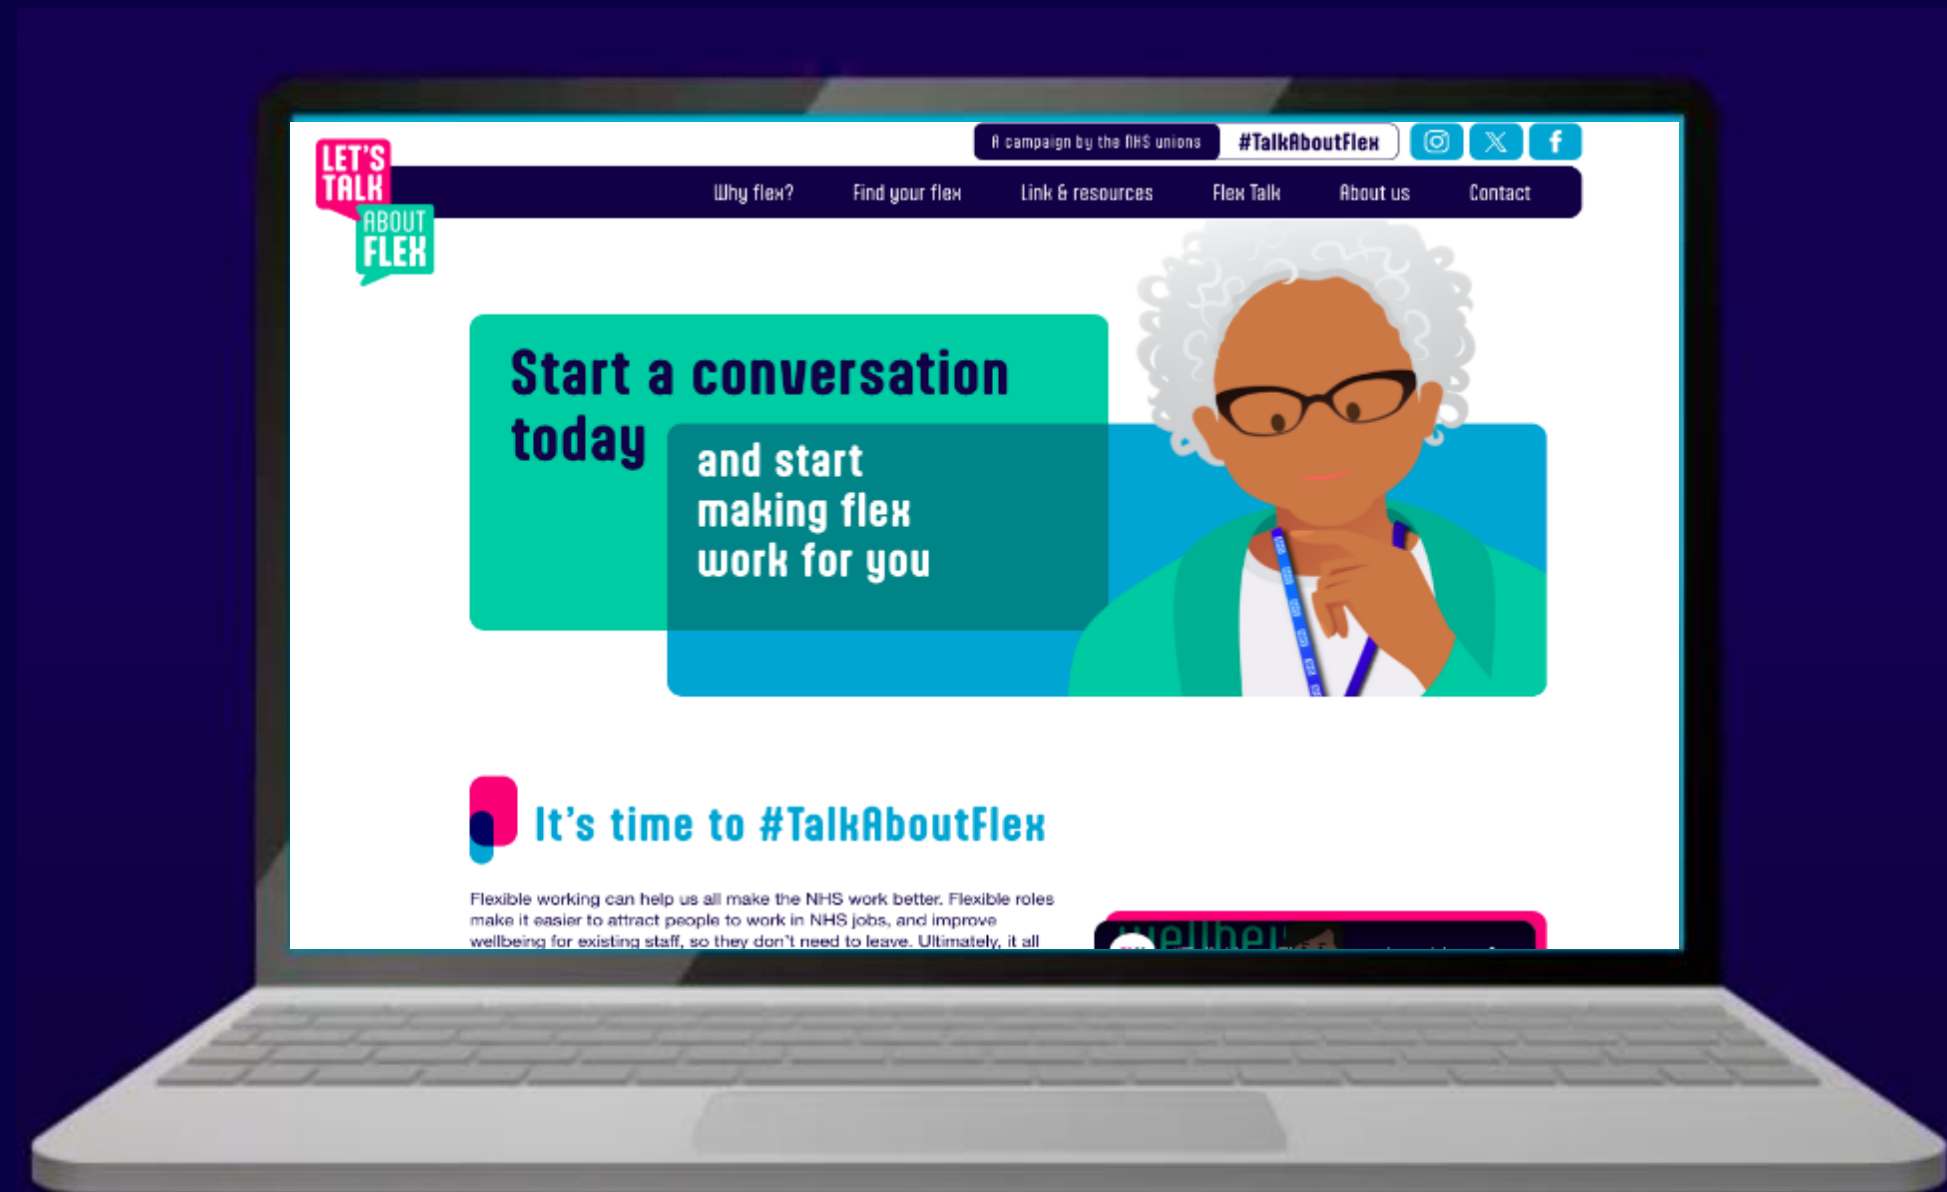 A campaign by the NHS unions
#TalkAboutFlex
LET'S
TALK
ABOUT
FLEX
Why flex?
Find your flex
Link & resources
Flex Talk
About us
Contact
Start a conversation
today
and start
making flex
work for you
It's time to #TalkAboutFlex
Flexible working can help us all make the NHS work better. Flexible roles
make it easier to attract people to work in NHS jobs, and improve
wellbeing for existing staff, so they don't need to leave. Ultimately, it all